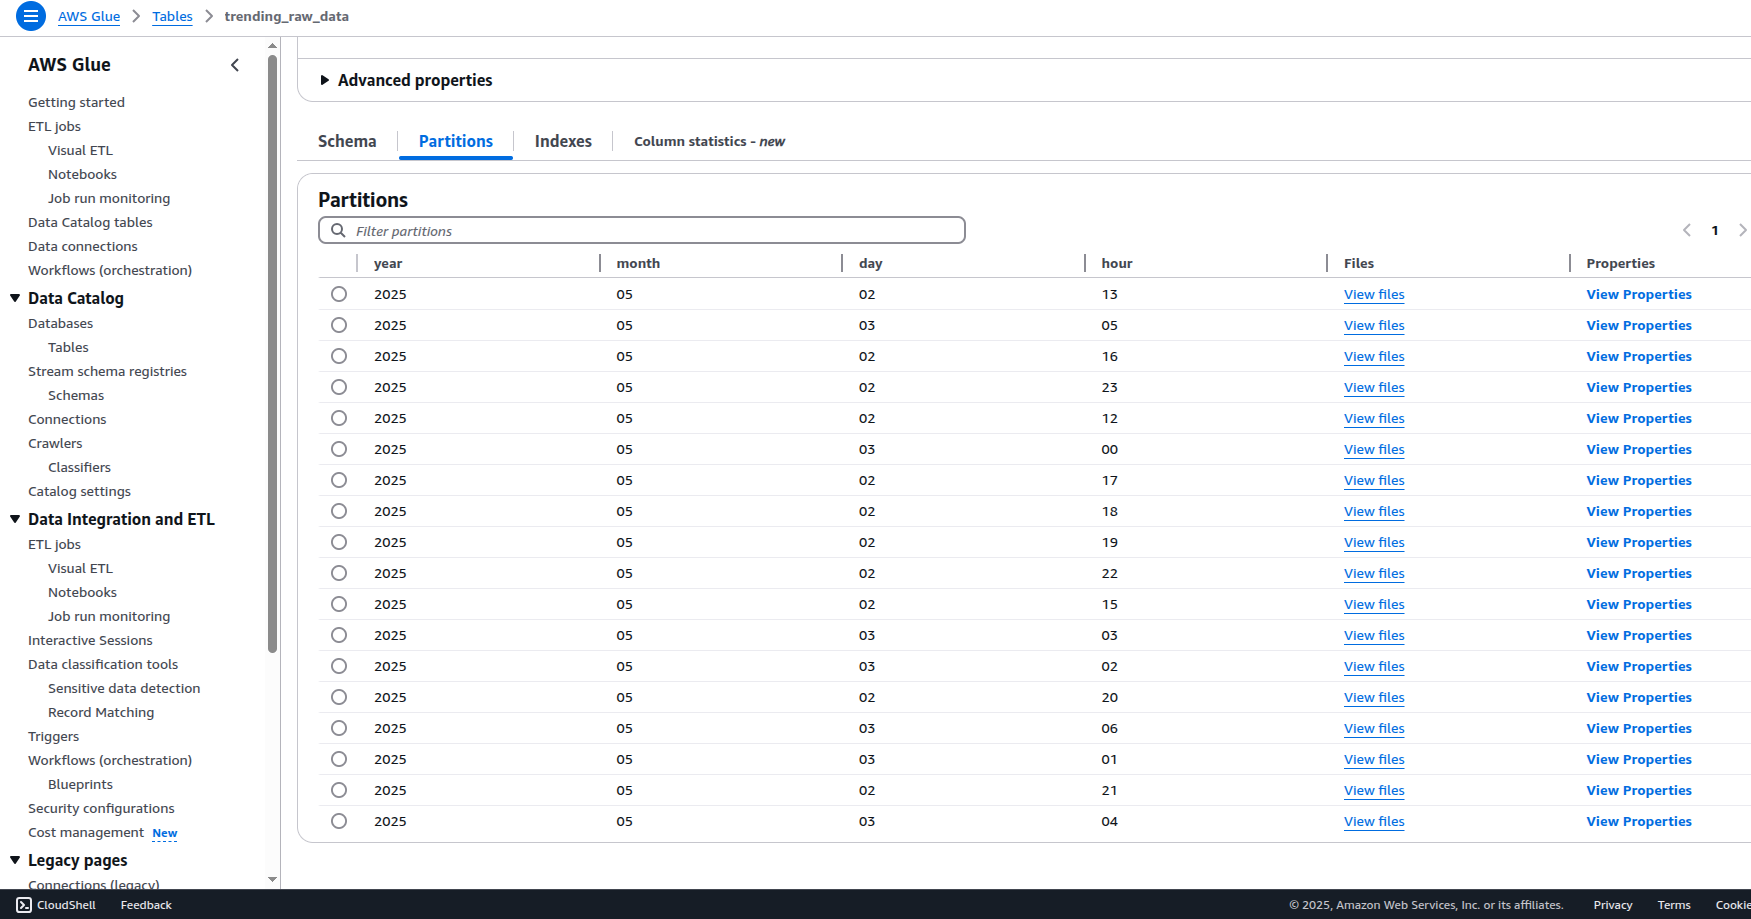 AWS Glue > Tables > trending_raw_data
AWS Glue
Getting started
ETL jobs
Visual ETL
Notebooks
Job run monitoring
Data Catalog tables
Data connections
Workflows (orchestration)
Data Catalog
Databases
Tables
Stream schema registries
Schemas
Connections
Crawlers
Classifiers
Catalog settings
Data Integration and ETL
ETL jobs
Visual ETL
Notebooks
Job run monitoring
Interactive Sessions
Data classification tools
Sensitive data detection
Record Matching
Triggers
Workflows (orchestration)
Blueprints
Security configurations
Cost management New
Legacy pages
Connections (legacy)
Advanced properties
Schema Partitions Indexes Column statistics - new
Partitions
Filter partitions
1
year month day hour Files Properties
2025 05 02 13 View files View Properties
2025 05 03 05 View files View Properties
2025 05 02 16 View files View Properties
2025 05 02 23 View files View Properties
2025 05 02 12 View files View Properties
2025 05 03 00 View files View Properties
2025 05 02 17 View files View Properties
2025 05 02 18 View files View Properties
2025 05 02 19 View files View Properties
2025 05 02 22 View files View Properties
2025 05 02 15 View files View Properties
2025 05 03 03 View files View Properties
2025 05 03 02 View files View Properties
2025 05 02 20 View files View Properties
2025 05 03 06 View files View Properties
2025 05 03 01 View files View Properties
2025 05 02 21 View files View Properties
2025 05 03 04 View files View Properties
CloudShell Feedback © 2025, Amazon Web Services, Inc. or its affiliates. Privacy Terms Cookie